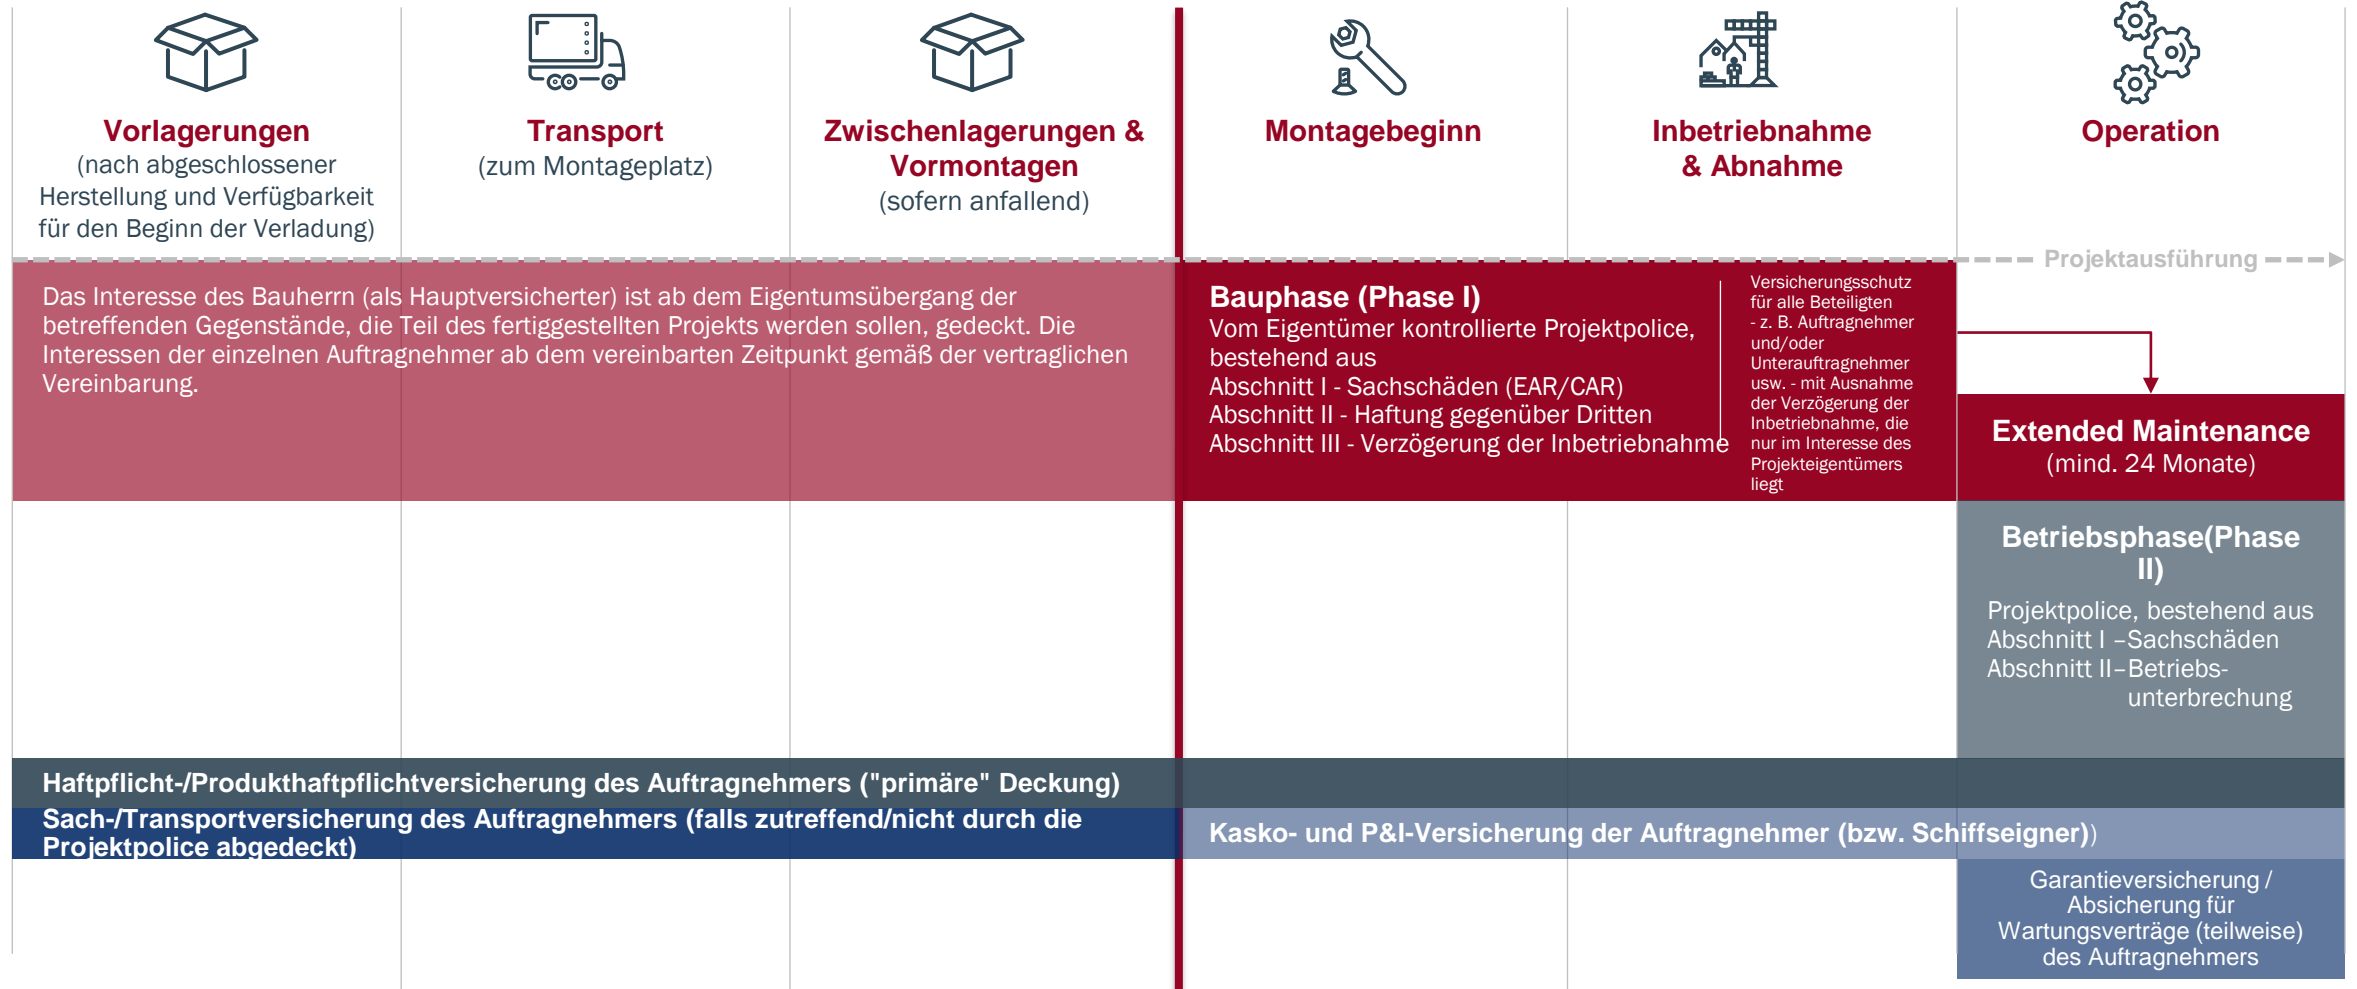 Vorlagerungen
(nach abgeschlossener
Herstellung und Verfügbarkeit
für den Beginn der Verladung)
Transport
(zum Montageplatz)
Zwischenlagerungen &
Vormontagen
(sofern anfallend)
Montagebeginn
Inbetriebnahme
& Abnahme
Operation
Projektausführung
Das Interesse des Bauherrn (als Hauptversicherter) ist ab dem Eigentumsübergang der
betreffenden Gegenstände, die Teil des fertiggestellten Projekts werden sollen, gedeckt. Die
Interessen der einzelnen Auftragnehmer ab dem vereinbarten Zeitpunkt gemäß der vertraglichen
Vereinbarung.
Bauphase (Phase I)
Vom Eigentümer kontrollierte Projektpolice,
bestehend aus
Abschnitt I - Sachschäden (EAR/CAR)
Abschnitt II - Haftung gegenüber Dritten
Abschnitt III - Verzögerung der Inbetriebnahme
Versicherungsschutz
für alle Beteiligten
- z. B. Auftragnehmer
und/oder
Unterauftragnehmer
usw. - mit Ausnahme
der Verzögerung der
Inbetriebnahme, die
nur im Interesse des
Projekteigentümers
liegt
Extended Maintenance
(mind. 24 Monate)
Betriebsphase(Phase
II)
Projektpolice, bestehend aus
Abschnitt I –Sachschäden
Abschnitt II–Betriebs-
unterbrechung
Haftpflicht-/Produkthaftpflichtversicherung des Auftragnehmers ("primäre" Deckung)
Sach-/Transportversicherung des Auftragnehmers (falls zutreffend/nicht durch die
Projektpolice abgedeckt)
Kasko- und P&I-Versicherung der Auftragnehmer (bzw. Schiffseigner))
Garantieversicherung /
Absicherung für
Wartungsverträge (teilweise)
des Auftragnehmers